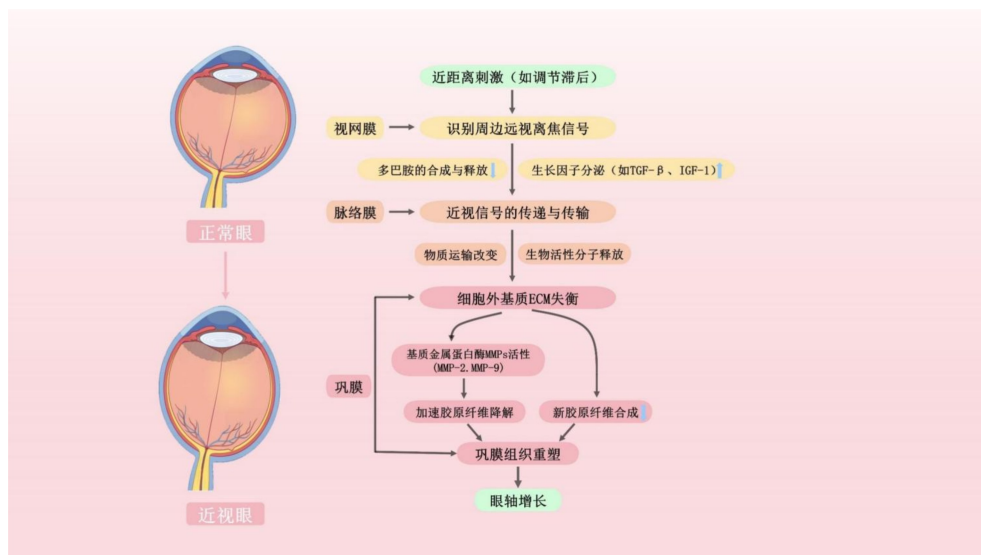 近距离刺激（如调节滞后）
视网膜
识别周边远视离焦信号
多巴胺的合成与释放
生长因子分泌（如TGF-β、IGF-1）
脉络膜
近视信号的传递与传输
正常眼
物质运输改变
生物活性分子释放
细胞外基质ECM失衡
基质金属蛋白酶MMPs活性
(MMP-2.MMP-9)
巩膜
加速胶原纤维降解
新胶原纤维合成
巩膜组织重塑
眼轴增长
近视眼